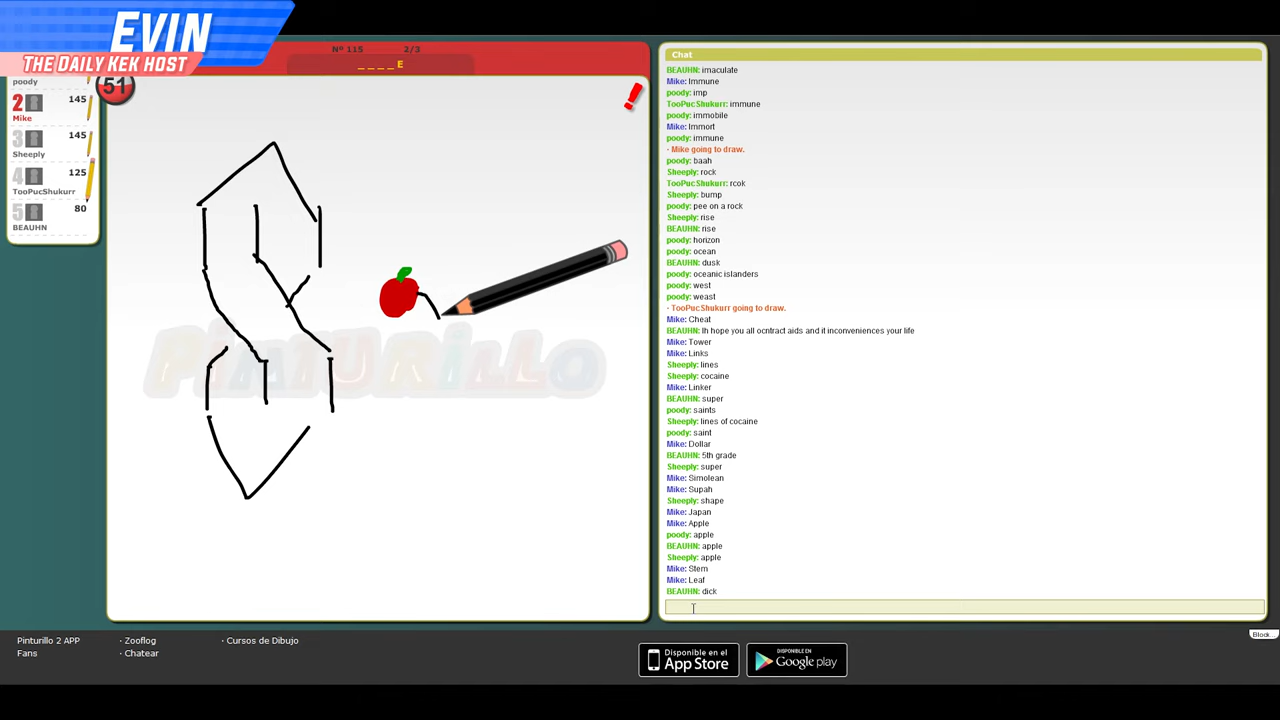 EVIN
THE DAILY KEK HOST
Nº 115 2/3
_ _ _ _ E
51
poody
2 145
Mike
3 145
Sheeply
4 125
TooPucShukurr
5 80
BEAUHN
PinTURillo
Chat
BEAUHN: imaculate
Mike: Immune
poody: imp
TooPucShukurr: immune
poody: immobile
Mike: Immort
poody: immune
· Mike going to draw.
poody: baah
Sheeply: rock
TooPucShukurr: rcok
Sheeply: bump
poody: pee on a rock
Sheeply: rise
BEAUHN: rise
poody: horizon
poody: ocean
BEAUHN: dusk
poody: oceanic islanders
poody: west
poody: weast
· TooPucShukurr going to draw.
Mike: Cheat
BEAUHN: Ih hope you all ocntract aids and it inconveniences your life
Mike: Tower
Mike: Links
Sheeply: lines
Sheeply: cocaine
Mike: Linker
BEAUHN: super
poody: saints
Sheeply: lines of cocaine
poody: saint
Mike: Dollar
BEAUHN: 5th grade
Sheeply: super
Mike: Simolean
Mike: Supah
Sheeply: shape
Mike: Japan
Mike: Apple
poody: apple
BEAUHN: apple
Sheeply: apple
Mike: Stem
Mike: Leaf
BEAUHN: dick
Block...
Pinturillo 2 APP · Zooflog · Cursos de Dibujo
Fans · Chatear
Disponible en el
App Store
DISPONIBLE EN
Google play